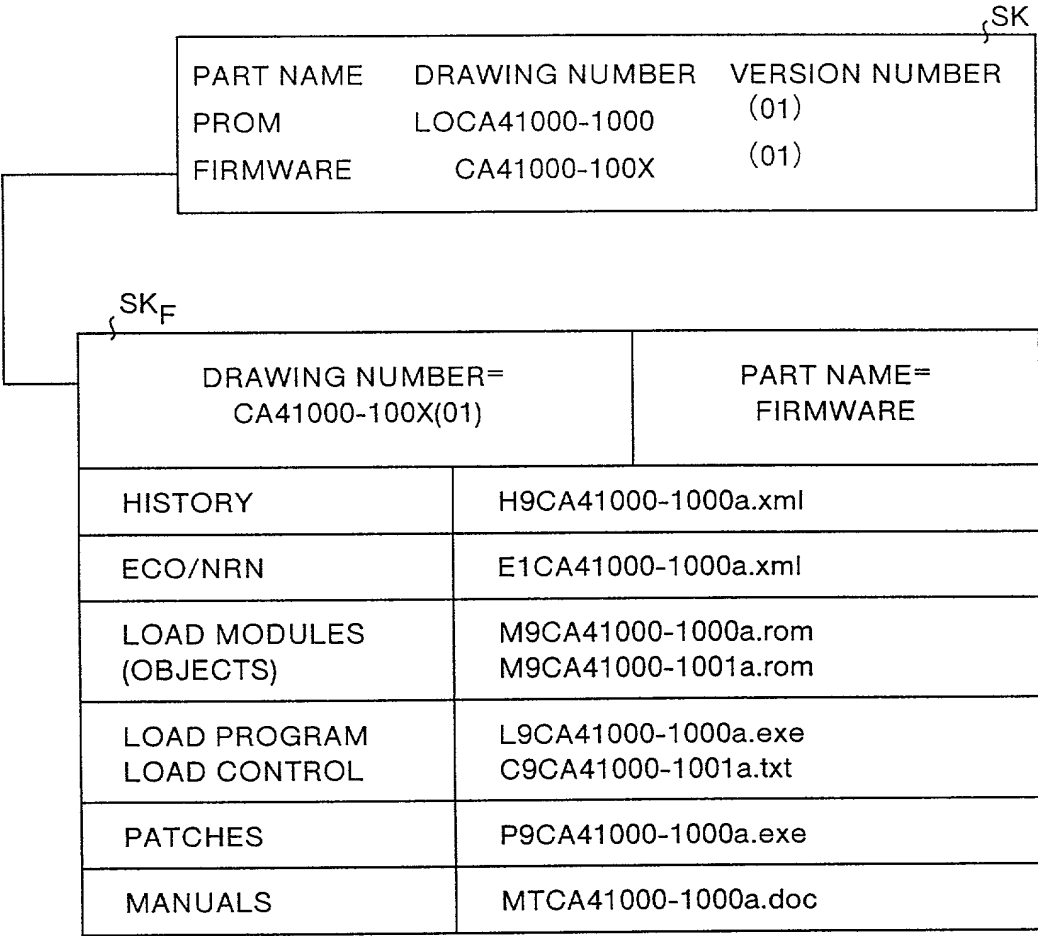 SK
PART NAME DRAWING NUMBER VERSION NUMBER
PROM LOCA41000-1000 (01)
FIRMWARE CA41000-100X (01)
SKF
DRAWING NUMBER= PART NAME=
CA41000-100X(01) FIRMWARE
HISTORY H9CA41000-1000a.xml
ECO/NRN E1CA41000-1000a.xml
LOAD MODULES M9CA41000-1000a.rom
(OBJECTS) M9CA41000-1001a.rom
LOAD PROGRAM L9CA41000-1000a.exe
LOAD CONTROL C9CA41000-1001a.txt
PATCHES P9CA41000-1000a.exe
MANUALS MTCA41000-1000a.doc